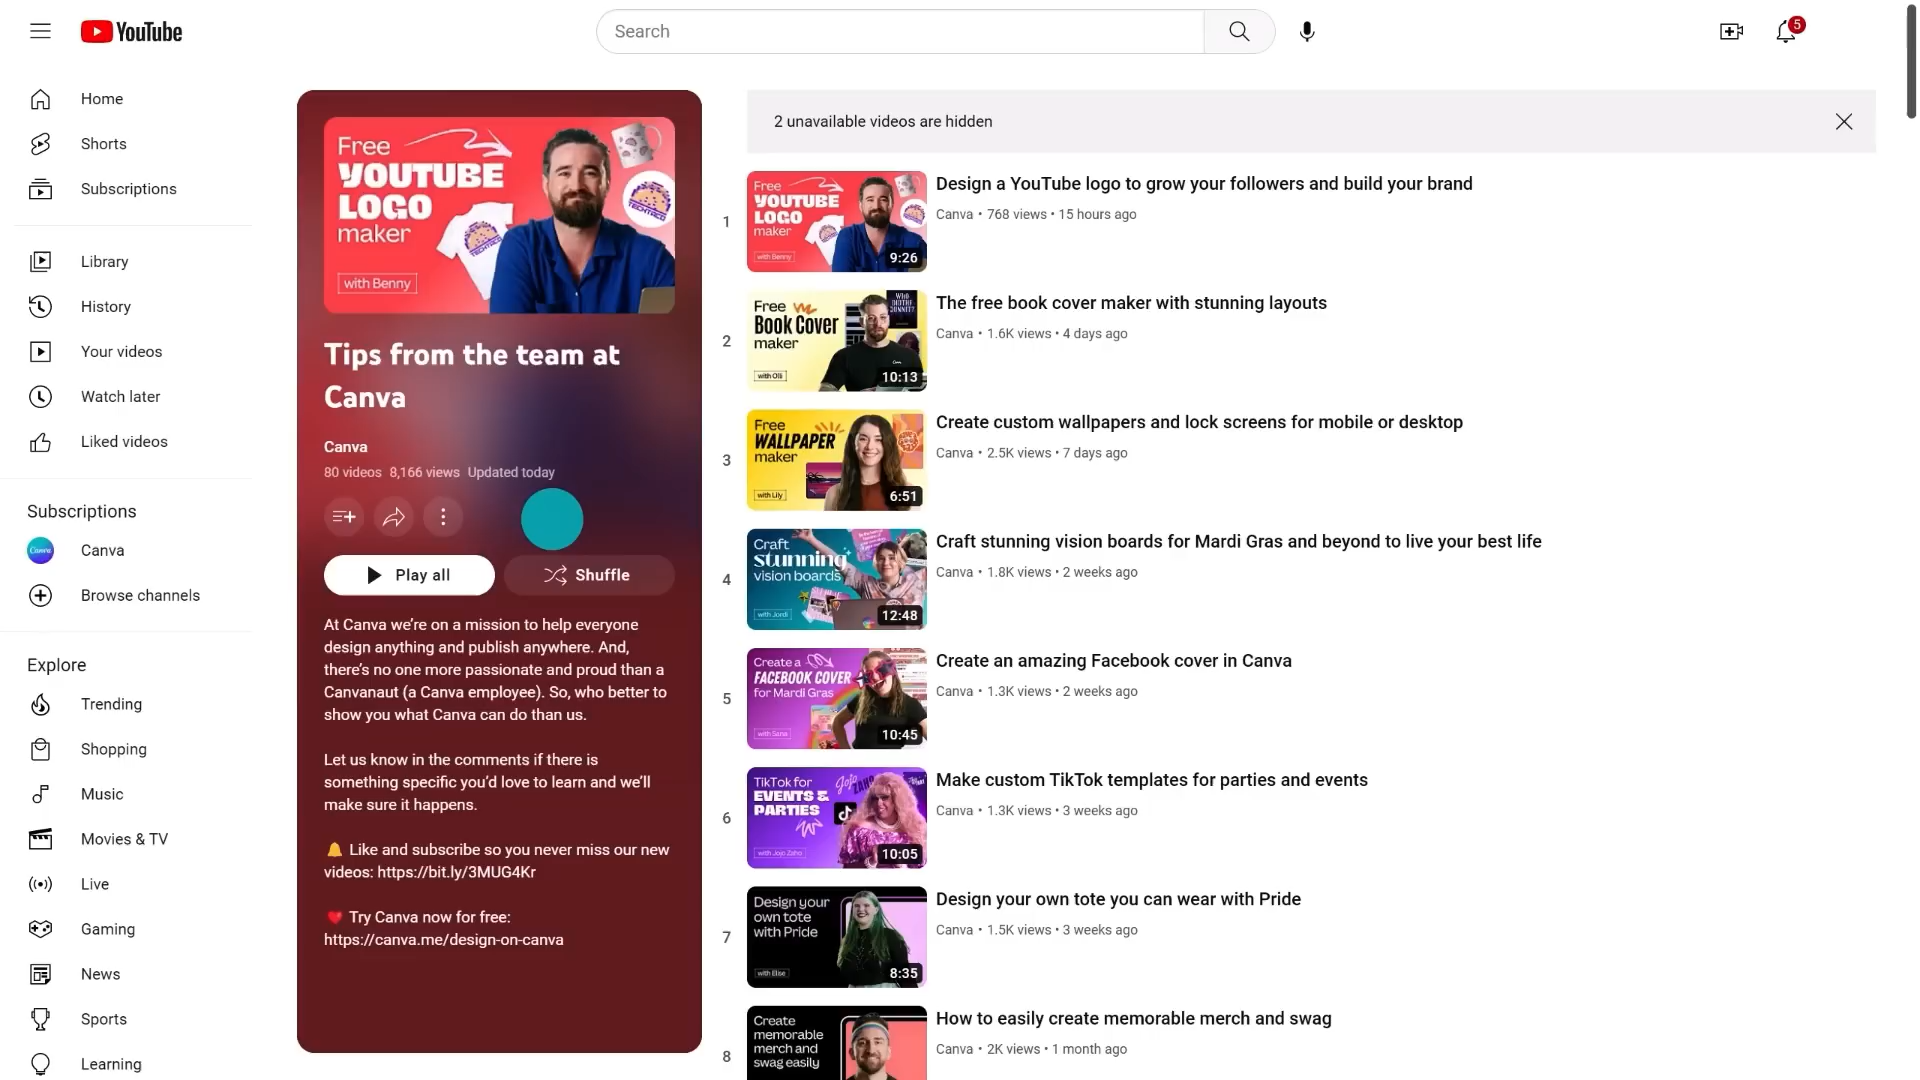 YouTube
Search
5
Home
Shorts
Subscriptions
Library
History
Your videos
Watch later
Liked videos
Subscriptions
Canva
Canva
Browse channels
Explore
Trending
Shopping
Music
Movies & TV
Live
Gaming
News
Sports
Learning
Free
YOUTUBE
LOGO
maker
with Benny
TECHTACO
TECHTACO
Tips from the team at
Canva
Canva
80 videos 8,166 views Updated today
Play all
Shuffle
At Canva we’re on a mission to help everyone
design anything and publish anywhere. And,
there’s no one more passionate and proud than a
Canvanaut (a Canva employee). So, who better to
show you what Canva can do than us.
Let us know in the comments if there is
something specific you’d love to learn and we’ll
make sure it happens.
🔔 Like and subscribe so you never miss our new
videos: https://bit.ly/3MUG4Kr
❤️ Try Canva now for free:
https://canva.me/design-on-canva
2 unavailable videos are hidden
1
Free
YOUTUBE
LOGO
maker
with Benny
9:26
Design a YouTube logo to grow your followers and build your brand
Canva • 768 views • 15 hours ago
2
Free
Book Cover
maker
with Olli
10:13
The free book cover maker with stunning layouts
Canva • 1.6K views • 4 days ago
3
Free
WALLPAPER
maker
with Lily
6:51
Create custom wallpapers and lock screens for mobile or desktop
Canva • 2.5K views • 7 days ago
4
Craft
stunning
vision boards
with Jordi
12:48
Craft stunning vision boards for Mardi Gras and beyond to live your best life
Canva • 1.8K views • 2 weeks ago
5
Create a
FACEBOOK COVER
for Mardi Gras
with Sana
10:45
Create an amazing Facebook cover in Canva
Canva • 1.3K views • 2 weeks ago
6
TikTok for
EVENTS &
PARTIES
Jojo
ZAHO
with Jojo Zaho
10:05
Make custom TikTok templates for parties and events
Canva • 1.3K views • 3 weeks ago
7
Design your
own tote
with Pride
with Elise
8:35
Design your own tote you can wear with Pride
Canva • 1.5K views • 3 weeks ago
8
Create
memorable
merch and
swag easily
How to easily create memorable merch and swag
Canva • 2K views • 1 month ago